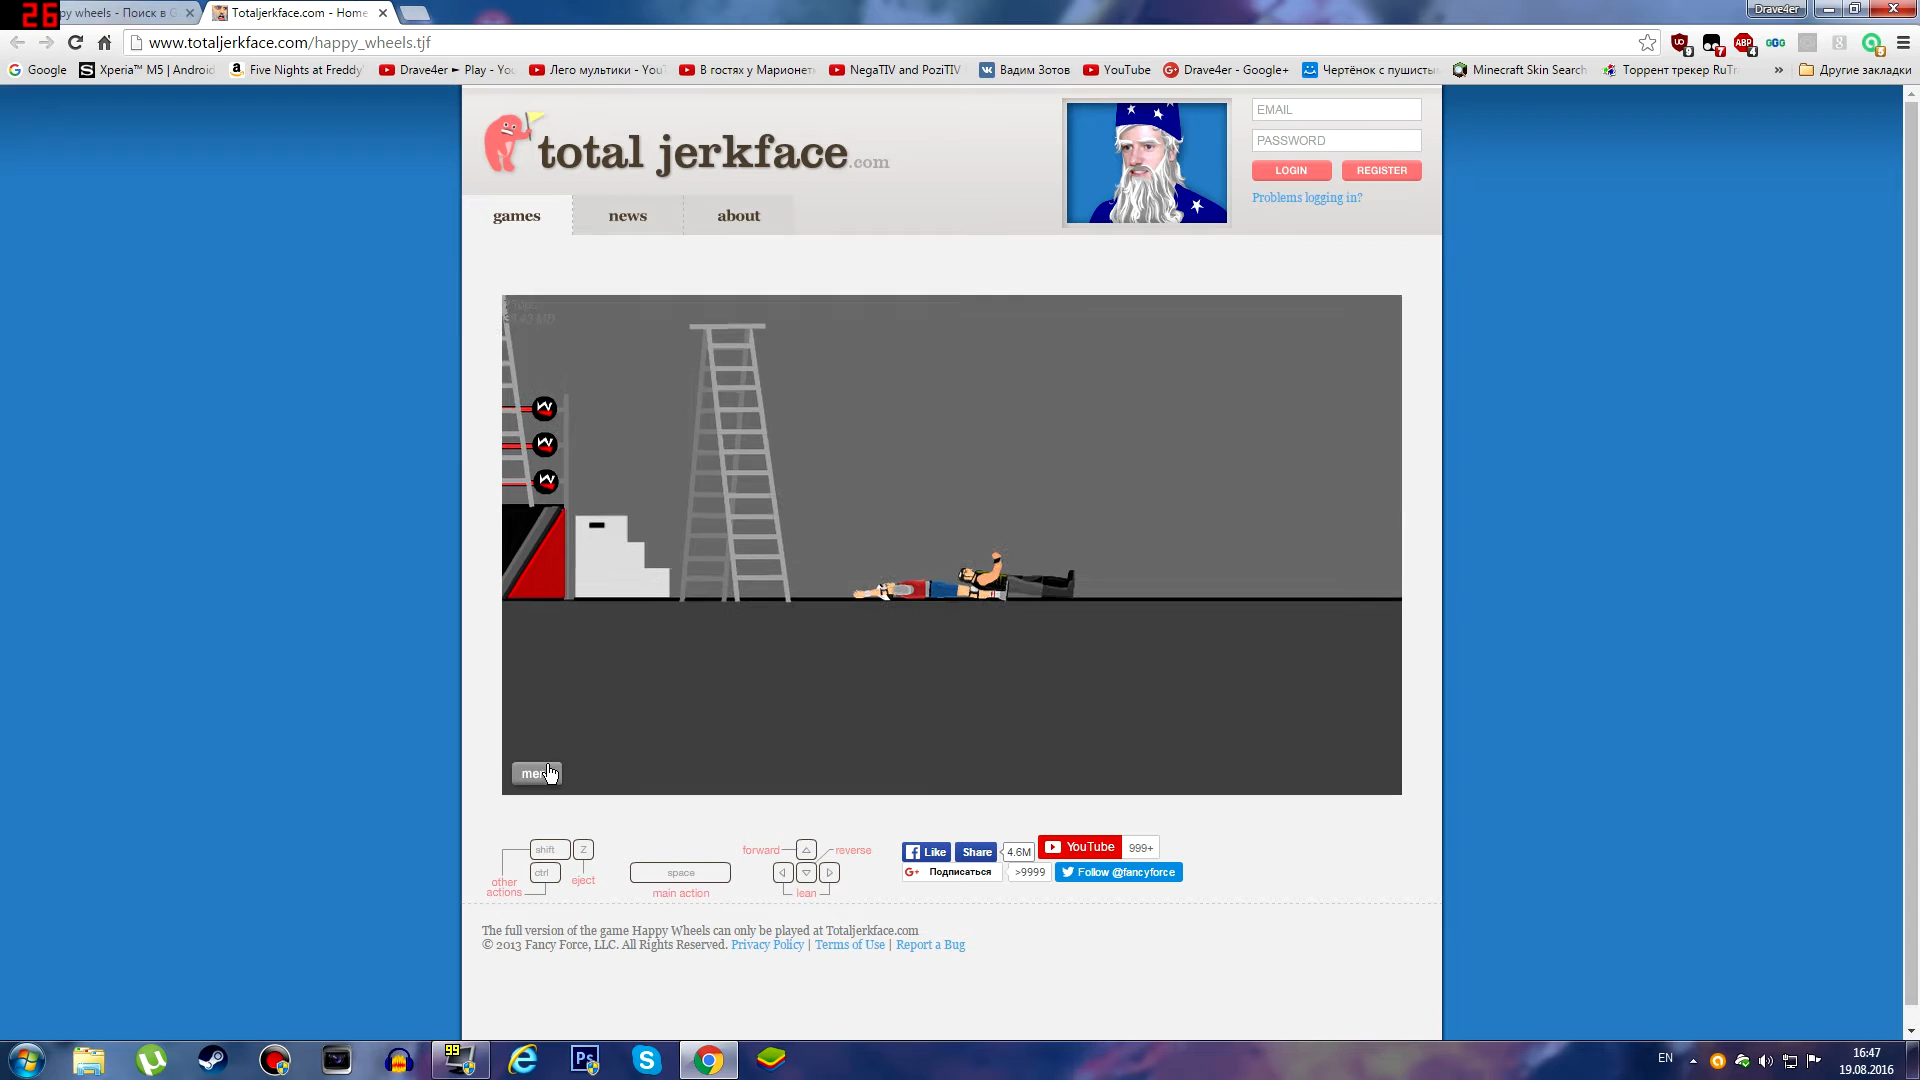 26
py wheels - Поиск в G
Totaljerkface.com - Home
Drave4er
www.totaljerkface.com/happy_wheels.tjf
Google
Xperia™ M5 | Android
Five Nights at Freddy
Drave4er ► Play - Yo
Лего мультики - You
В гостях у Марионет
NegaTIV and PoziTIV
Вадим Зотов
YouTube
Drave4er - Google+
Чертёнок с пушисты
Minecraft Skin Search
Торрент трекер RuTr
»
Другие закладки
total jerkface.com
EMAIL
PASSWORD
LOGIN
REGISTER
Problems logging in?
games
news
about
men
shift
Z
ctrl
other
actions
eject
space
main action
forward
reverse
lean
Like
Share
4.6M
YouTube
999+
G+
Подписаться
>9999
Follow @fancyforce
The full version of the game Happy Wheels can only be played at Totaljerkface.com
© 2013 Fancy Force, LLC. All Rights Reserved. Privacy Policy | Terms of Use | Report a Bug
99
Ps
EN
16:47
19.08.2016